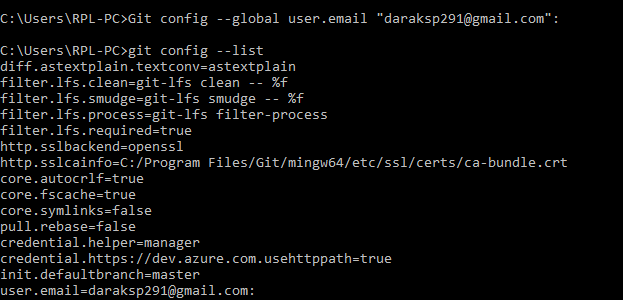 C:\Users\RPL-PC>Git config --global user.email "daraksp291@gmail.com":
C:\Users\RPL-PC>git config --list
diff.astextplain.textconv=astextplain
filter.lfs.clean=git-lfs clean -- %f
filter.lfs.smudge=git-lfs smudge -- %f
filter.lfs.process=git-lfs filter-process
filter.lfs.required=true
http.sslbackend=openssl
http.sslcainfo=C:/Program Files/Git/mingw64/etc/ssl/certs/ca-bundle.crt
core.autocrlf=true
core.fscache=true
core.symlinks=false
pull.rebase=false
credential.helper=manager
credential.https://dev.azure.com.usehttppath=true
init.defaultbranch=master
user.email=daraksp291@gmail.com: